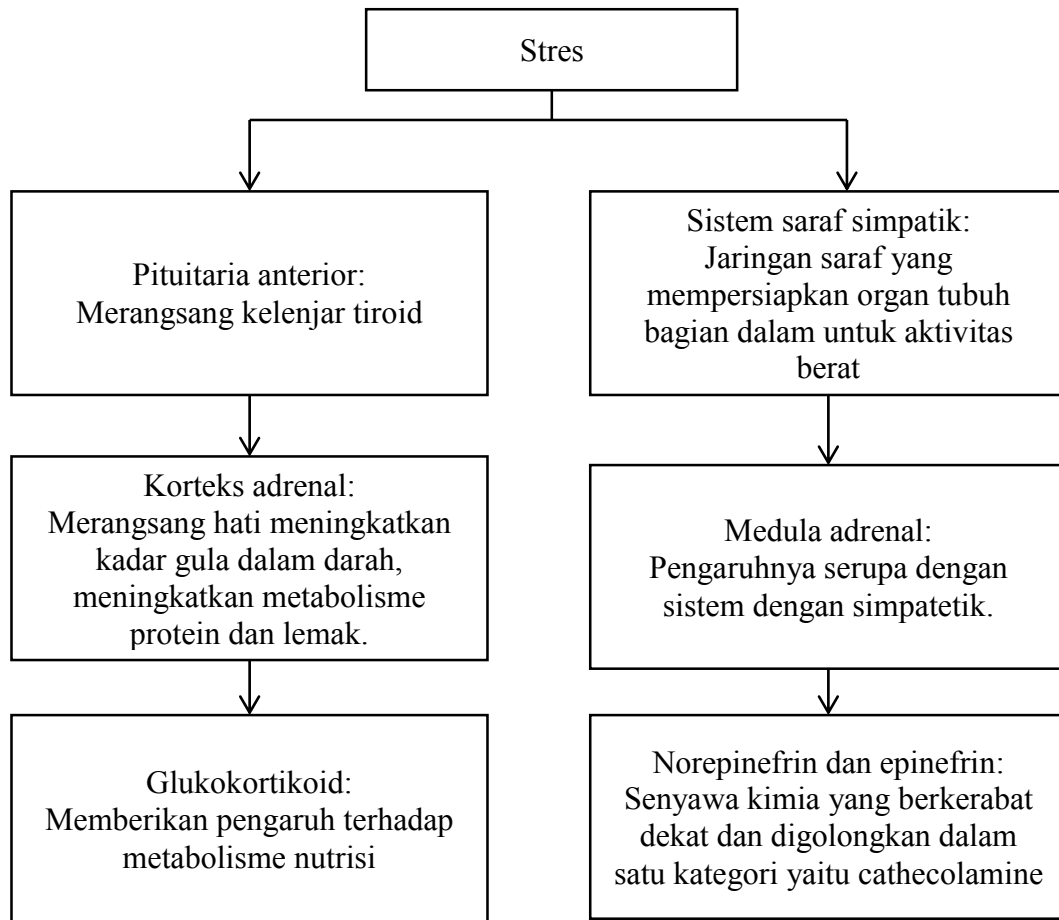 Stres
Pituitaria anterior:
Merangsang kelenjar tiroid
Sistem saraf simpatik:
Jaringan saraf yang
mempersiapkan organ tubuh
bagian dalam untuk aktivitas
berat
Korteks adrenal:
Merangsang hati meningkatkan
kadar gula dalam darah,
meningkatkan metabolisme
protein dan lemak.
Medula adrenal:
Pengaruhnya serupa dengan
sistem dengan simpatetik.
Glukokortikoid:
Memberikan pengaruh terhadap
metabolisme nutrisi
Norepinefrin dan epinefrin:
Senyawa kimia yang berkerabat
dekat dan digolongkan dalam
satu kategori yaitu cathecolamine